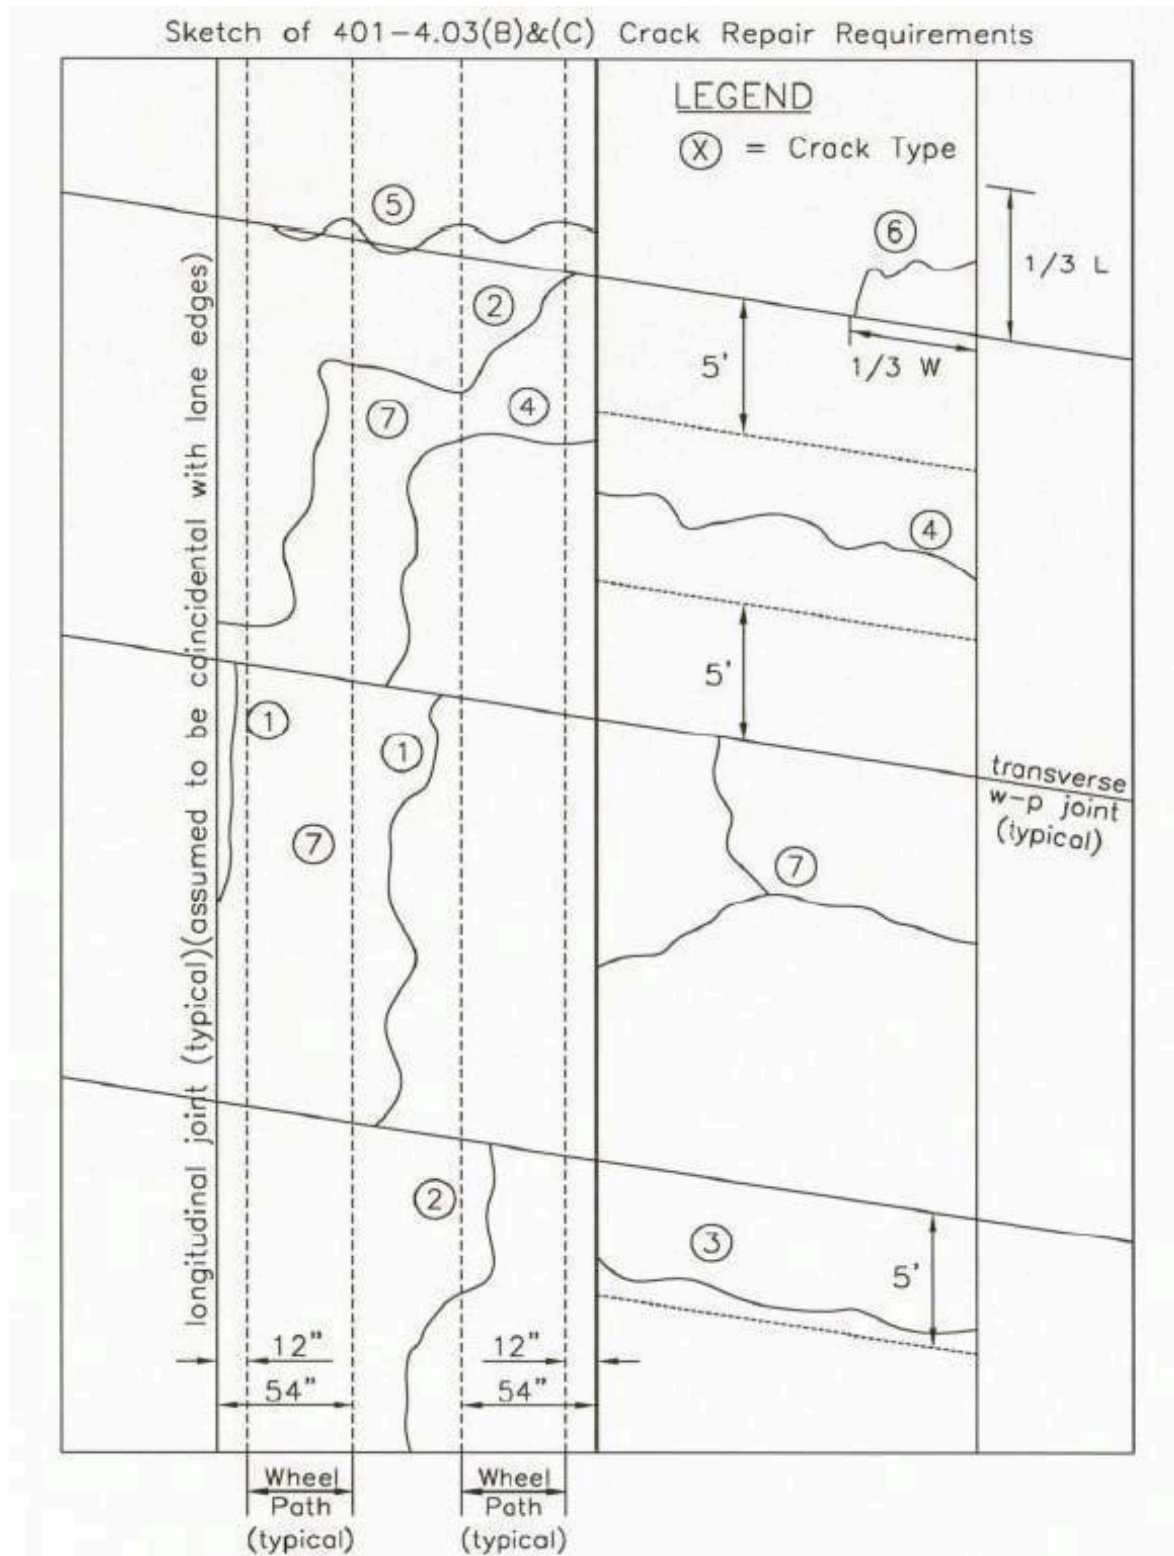 Sketch of 401-4.03(B)&(C) Crack Repair Requirements
LEGEND
X = Crack Type
5
6
1/3 L
2
5'
1/3 W
7
4
4
longitudinal joint (typical)(assumed to be coincidental with lane edges)
5'
1
1
transverse
w-p joint
(typical)
7
7
2
3
5'
12"
12"
54"
54"
Wheel
Path
(typical)
Wheel
Path
(typical)